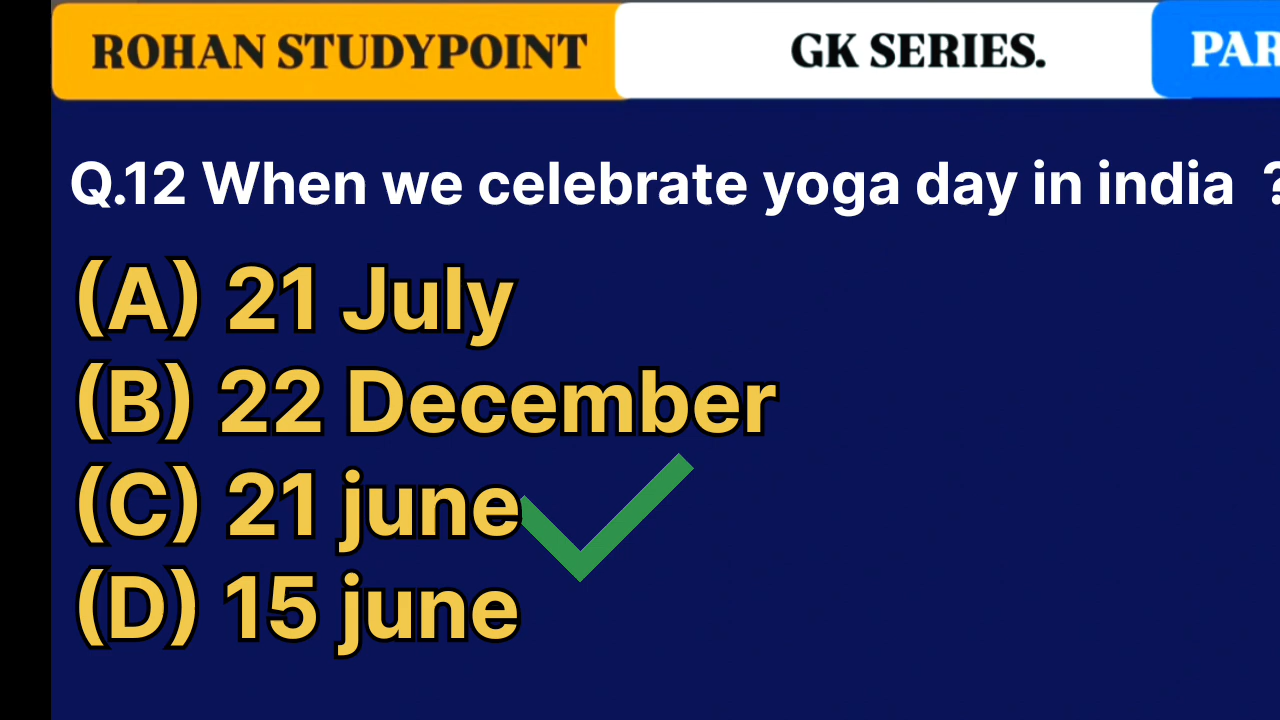 ROHAN STUDYPOINT GK SERIES. PAR
Q.12 When we celebrate yoga day in india ?
(A) 21 July
(B) 22 December
(C) 21 june
(D) 15 june